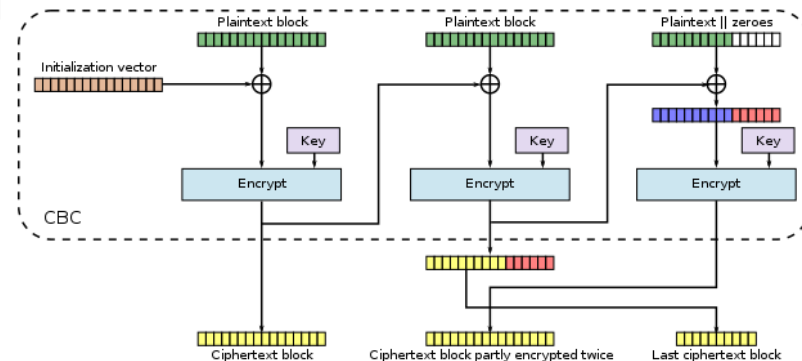 Plaintext block
Plaintext block
Plaintext || zeroes
Initialization vector
Key
Key
Key
Encrypt
Encrypt
Encrypt
CBC
Ciphertext block
Ciphertext block partly encrypted twice
Last ciphertext block